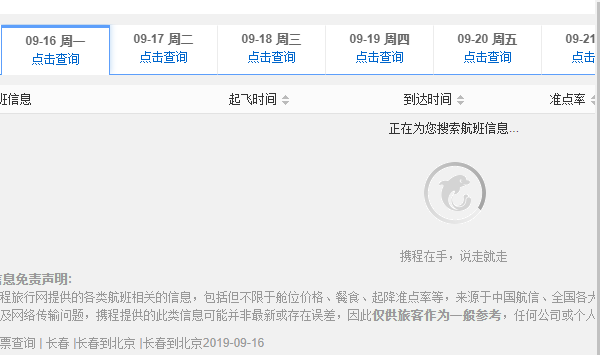 09-16 周一 09-17 周二 09-18 周三 09-19 周四 09-20 周五 09-21
点击查询 点击查询 点击查询 点击查询 点击查询 点击
班信息 起飞时间 到达时间 准点率
正在为您搜索航班信息...
携程在手，说走就走
信息免责声明:
程旅行网提供的各类航班相关的信息，包括但不限于舱位价格、餐食、起降准点率等，来源于中国航信、全国各大
及网络传输问题，携程提供的此类信息可能并非最新或存在误差，因此仅供旅客作为一般参考，任何公司或个人
票查询 | 长春 |长春到北京 |长春到北京2019-09-16